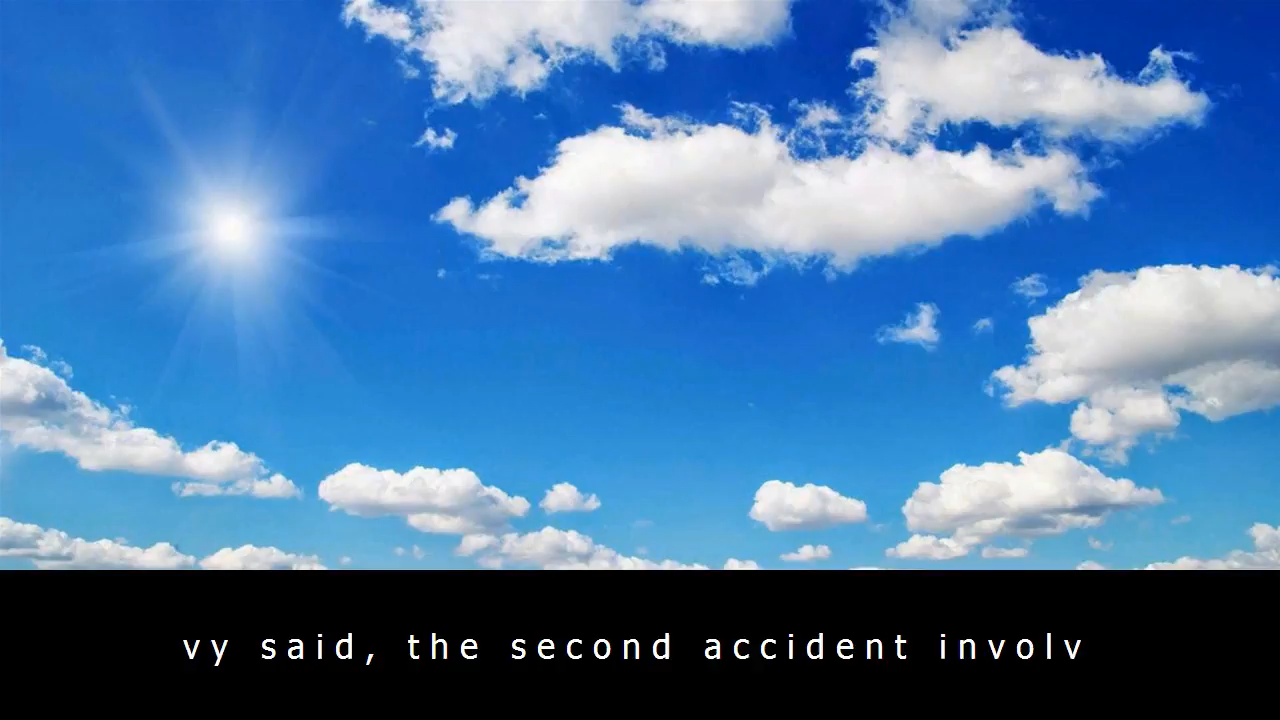 vy said, the second accident involv